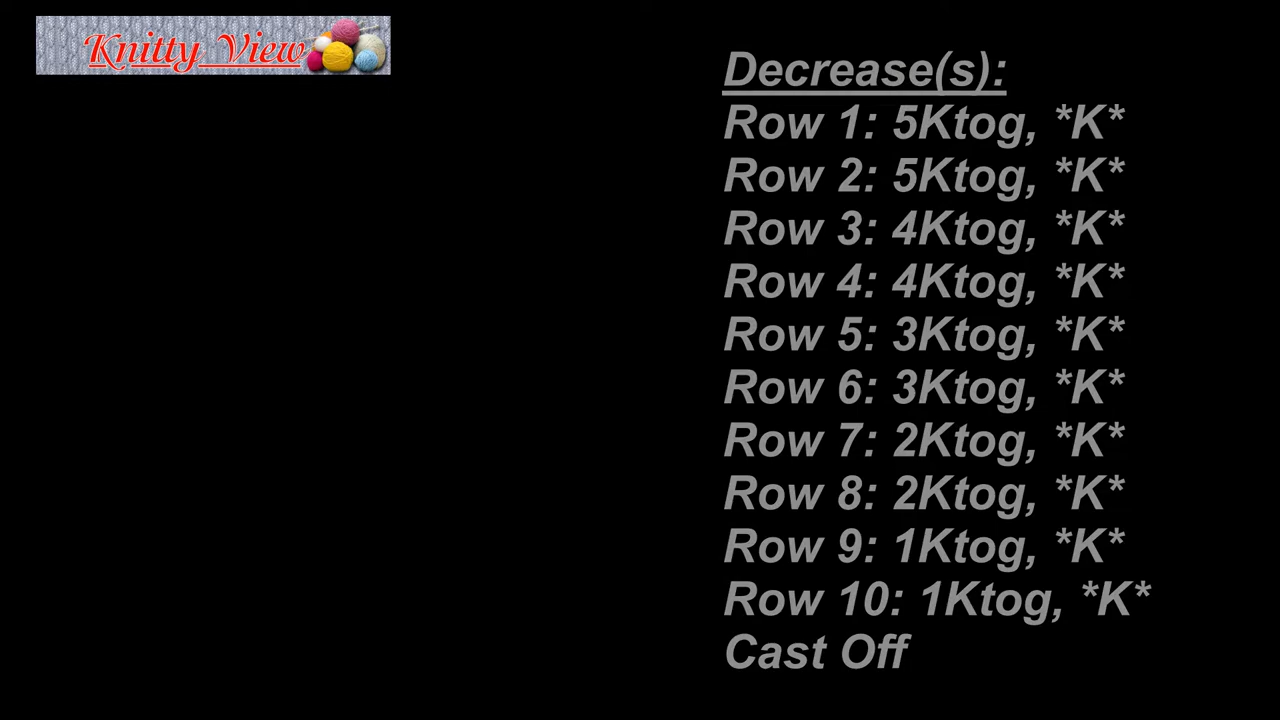 Knitty View
Decrease(s):
Row 1: 5Ktog, *K*
Row 2: 5Ktog, *K*
Row 3: 4Ktog, *K*
Row 4: 4Ktog, *K*
Row 5: 3Ktog, *K*
Row 6: 3Ktog, *K*
Row 7: 2Ktog, *K*
Row 8: 2Ktog, *K*
Row 9: 1Ktog, *K*
Row 10: 1Ktog, *K*
Cast Off